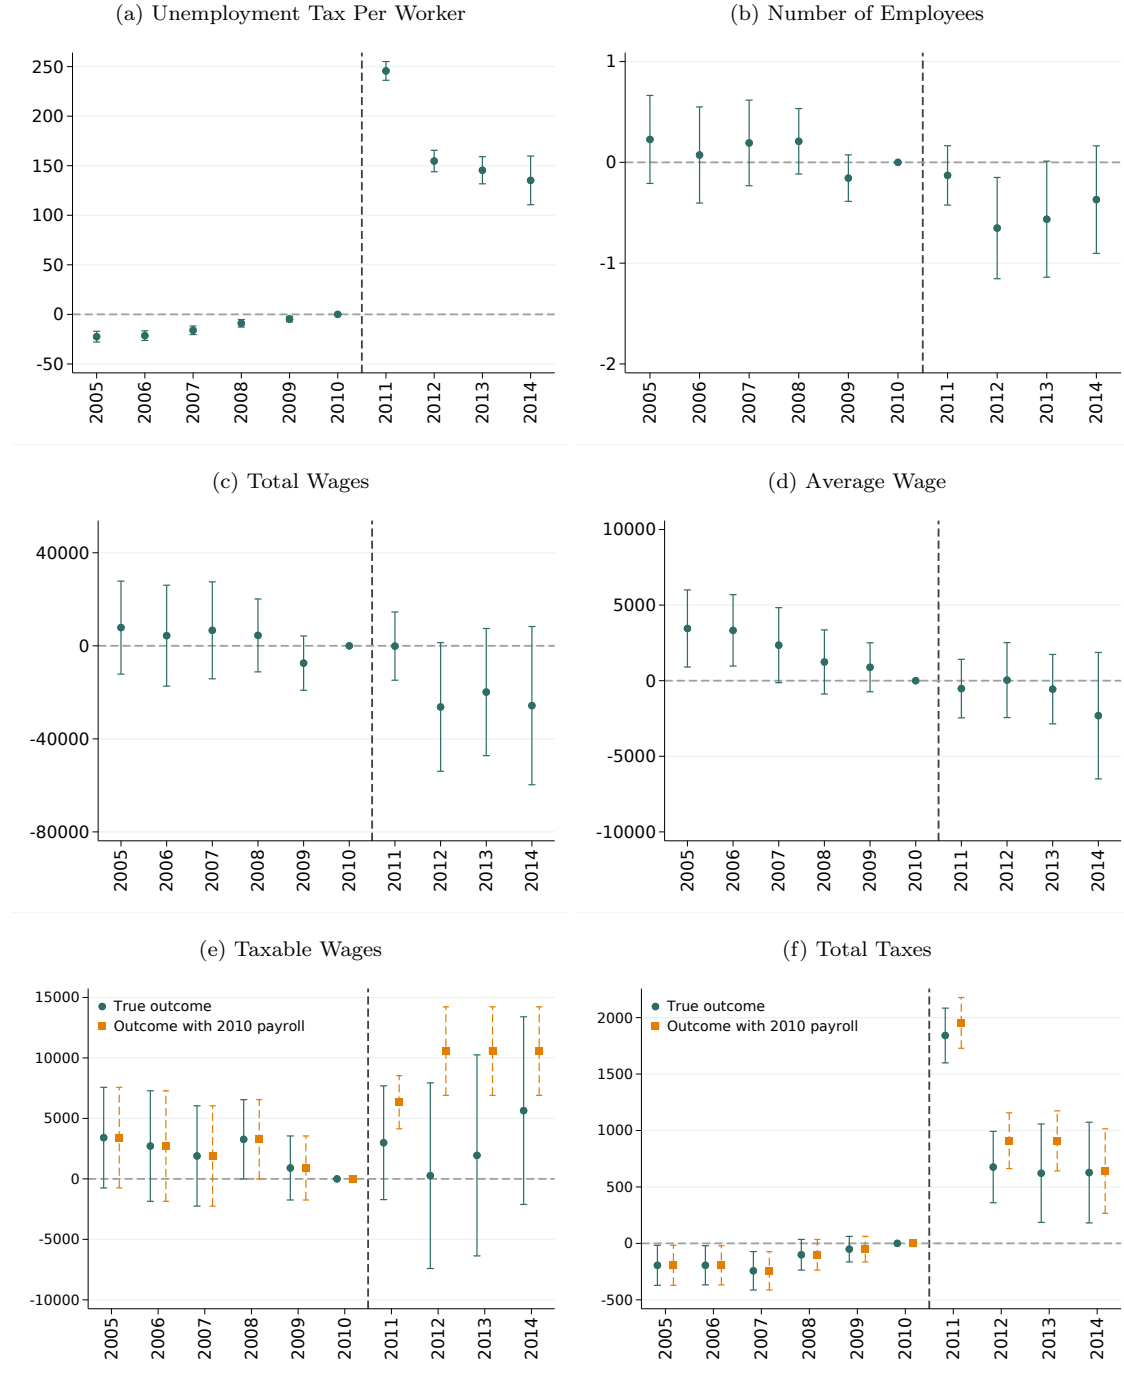 (a) Unemployment Tax Per Worker
250
200
150
100
50
0
-50
2005 2006 2007 2008 2009 2010 2011 2012 2013 2014
(b) Number of Employees
1
0
-1
-2
2005 2006 2007 2008 2009 2010 2011 2012 2013 2014
(c) Total Wages
40000
0
-40000
-80000
2005 2006 2007 2008 2009 2010 2011 2012 2013 2014
(d) Average Wage
10000
5000
0
-5000
-10000
2005 2006 2007 2008 2009 2010 2011 2012 2013 2014
(e) Taxable Wages
True outcome
Outcome with 2010 payroll
15000
10000
5000
0
-5000
-10000
2005 2006 2007 2008 2009 2010 2011 2012 2013 2014
(f) Total Taxes
True outcome
Outcome with 2010 payroll
2000
1500
1000
500
0
-500
2005 2006 2007 2008 2009 2010 2011 2012 2013 2014